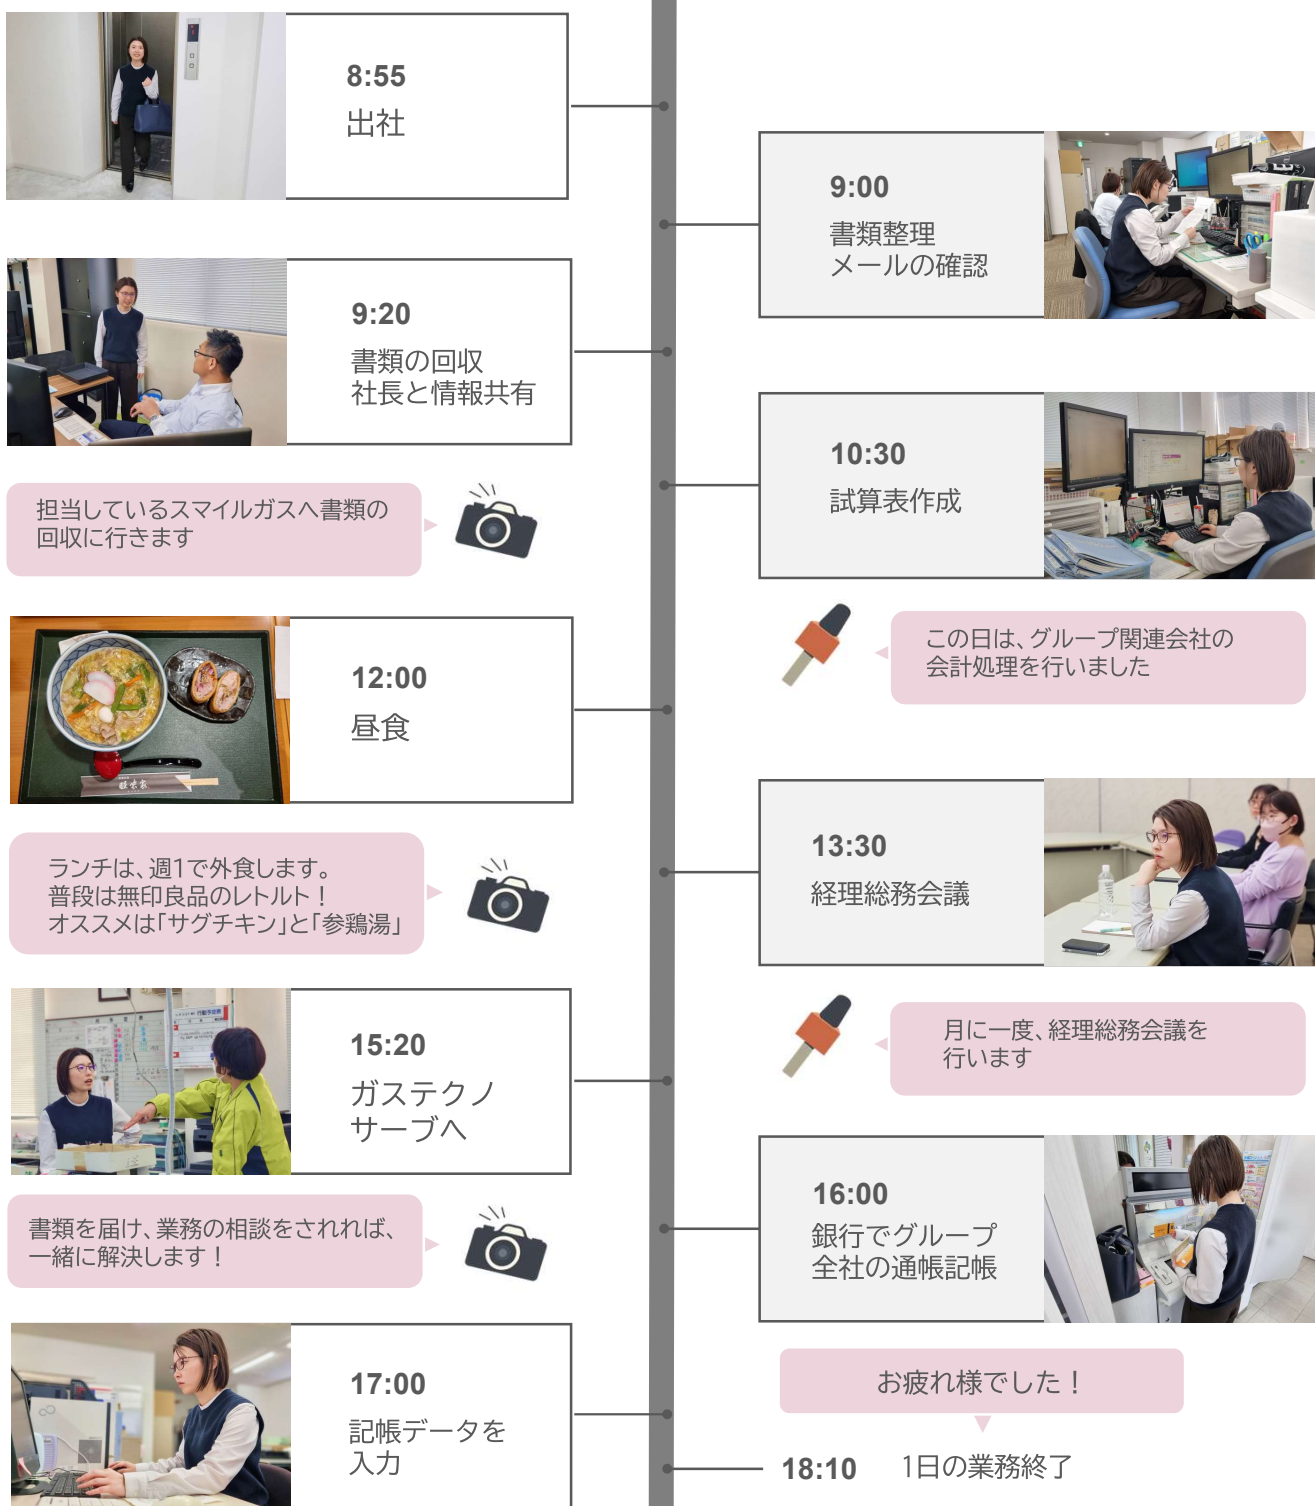 8:55
出社
9:00
書類整理
メールの確認
9:20
書類の回収
社長と情報共有
担当しているスマイルガスへ書類の
回収に行きます
10:30
試算表作成
この日は、グループ関連会社の
会計処理を行いました
12:00
昼食
ランチは、週1で外食します。
普段は無印良品のレトルト！
オススメは「サグチキン」と「参鶏湯」
13:30
経理総務会議
月に一度、経理総務会議を
行います
15:20
ガステクノ
サーブへ
書類を届け、業務の相談をされれば、
一緒に解決します！
16:00
銀行でグループ
全社の通帳記帳
17:00
記帳データを
入力
お疲れ様でした！
18:10 1日の業務終了